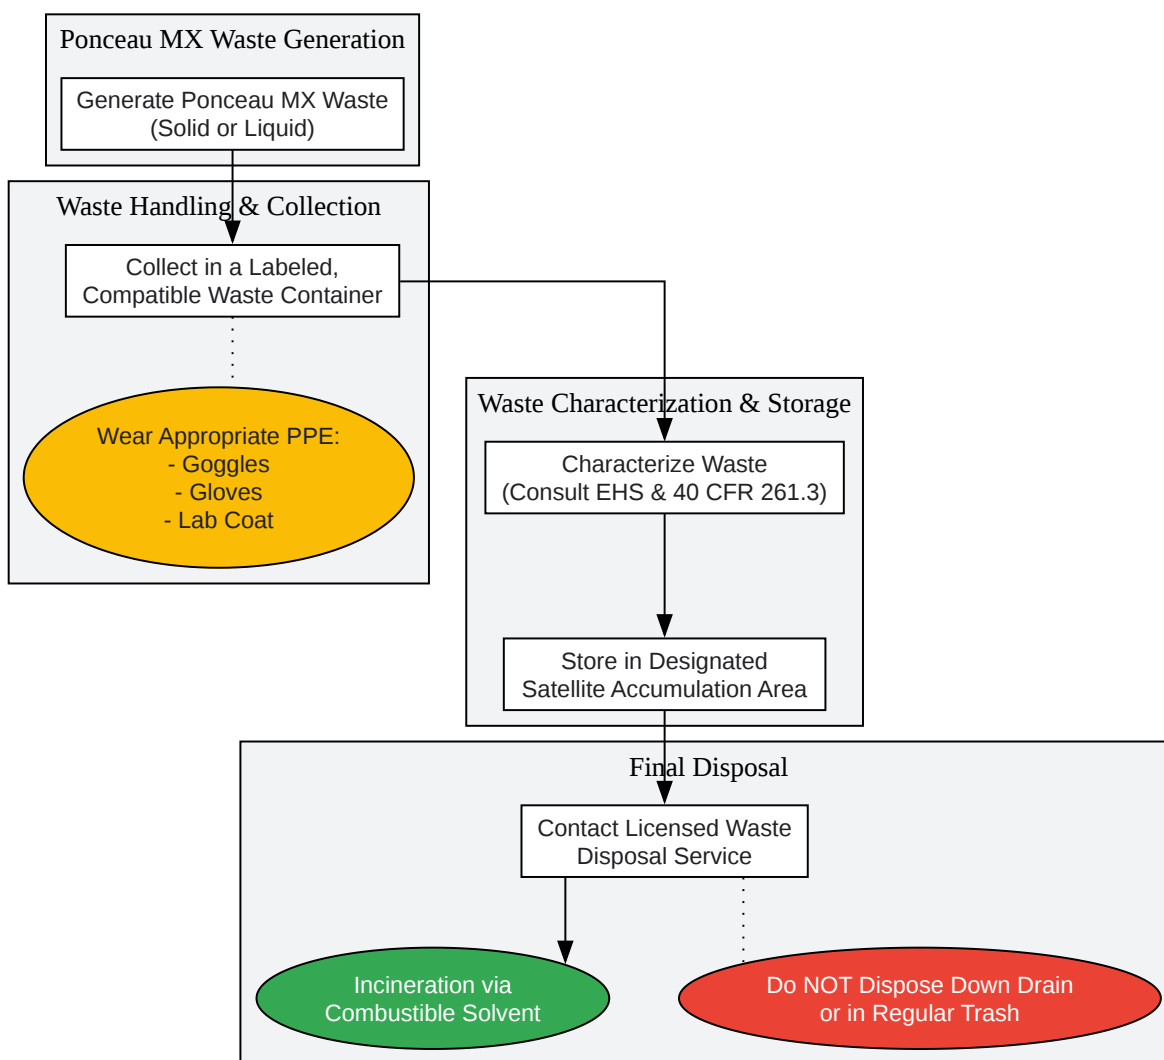 Ponceau MX Waste Generation
Generate Ponceau MX Waste
(Solid or Liquid)
Waste Handling & Collection
Collect in a Labeled,
Compatible Waste Container
Wear Appropriate PPE:
- Goggles
- Gloves
- Lab Coat
Waste Characterization & Storage
Characterize Waste
(Consult EHS & 40 CFR 261.3)
Store in Designated
Satellite Accumulation Area
Final Disposal
Contact Licensed Waste
Disposal Service
Incineration via
Combustible Solvent
Do NOT Dispose Down Drain
or in Regular Trash